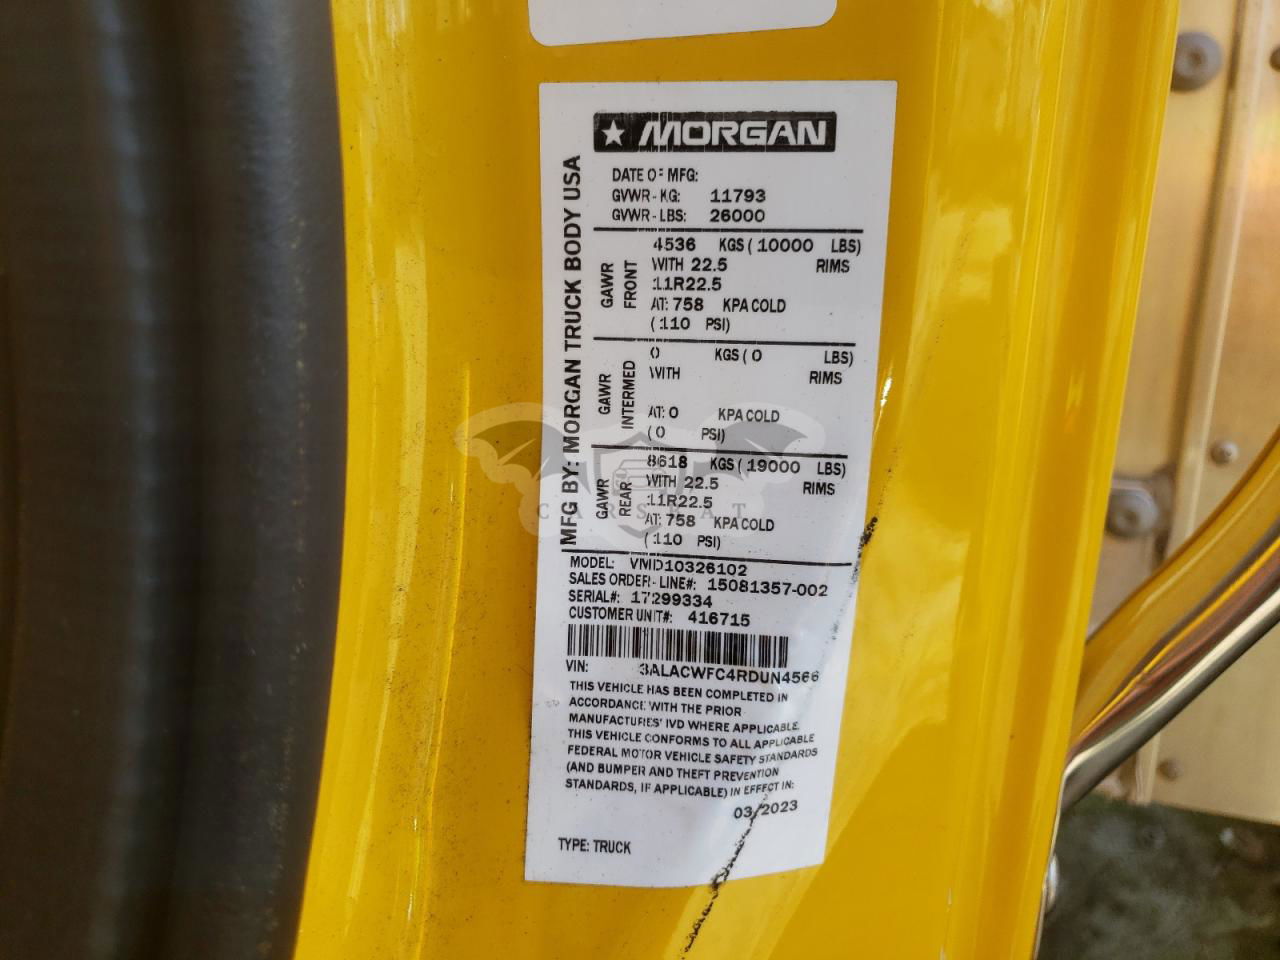 MORGAN
MFG BY: MORGAN TRUCK BODY USA
DATE OF MFG:
GVWR - KG: 11793
GVWR - LBS: 26000
GAWR FRONT
4536 KGS ( 10000 LBS)
WITH 22.5 RIMS
11R22.5
AT: 758 KPA COLD
( 110 PSI)
GAWR INTERMED
0 KGS ( 0 LBS)
WITH RIMS
AT: 0 KPA COLD
( 0 PSI)
GAWR REAR
8618 KGS ( 19000 LBS)
WITH 22.5 RIMS
11R22.5
AT: 758 KPA COLD
( 110 PSI)
CARSBAT
MODEL: VMD10326102
SALES ORDER - LINE#: 15081357-002
SERIAL#: 17299334
CUSTOMER UNIT#: 416715
VIN: 3ALACWFC4RDUN4566
THIS VEHICLE HAS BEEN COMPLETED IN
ACCORDANCE WITH THE PRIOR
MANUFACTURES' IVD WHERE APPLICABLE.
THIS VEHICLE CONFORMS TO ALL APPLICABLE
FEDERAL MOTOR VEHICLE SAFETY STANDARDS
(AND BUMPER AND THEFT PREVENTION
STANDARDS, IF APPLICABLE) IN EFFECT IN:
03/2023
TYPE: TRUCK